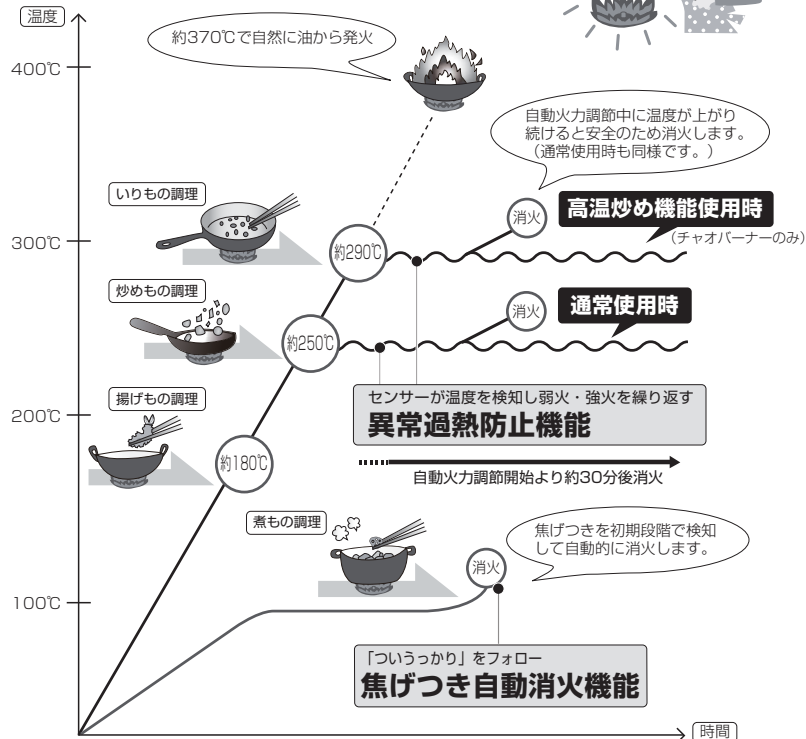 温度
約370℃で自然に油から発火
400℃
自動火力調節中に温度が上がり
続けると安全のため消火します。
（通常使用時も同様です。）
いりもの調理
消火
高温炒め機能使用時
（チャオバーナーのみ）
300℃
約290℃
炒めもの調理
消火
通常使用時
約250℃
揚げもの調理
センサーが温度を検知し弱火・強火を繰り返す
異常過熱防止機能
200℃
約180℃
自動火力調節開始より約30分後消火
煮もの調理
焦げつきを初期段階で検知
して自動的に消火します。
消火
100℃
「ついうっかり」をフォロー
焦げつき自動消火機能
時間